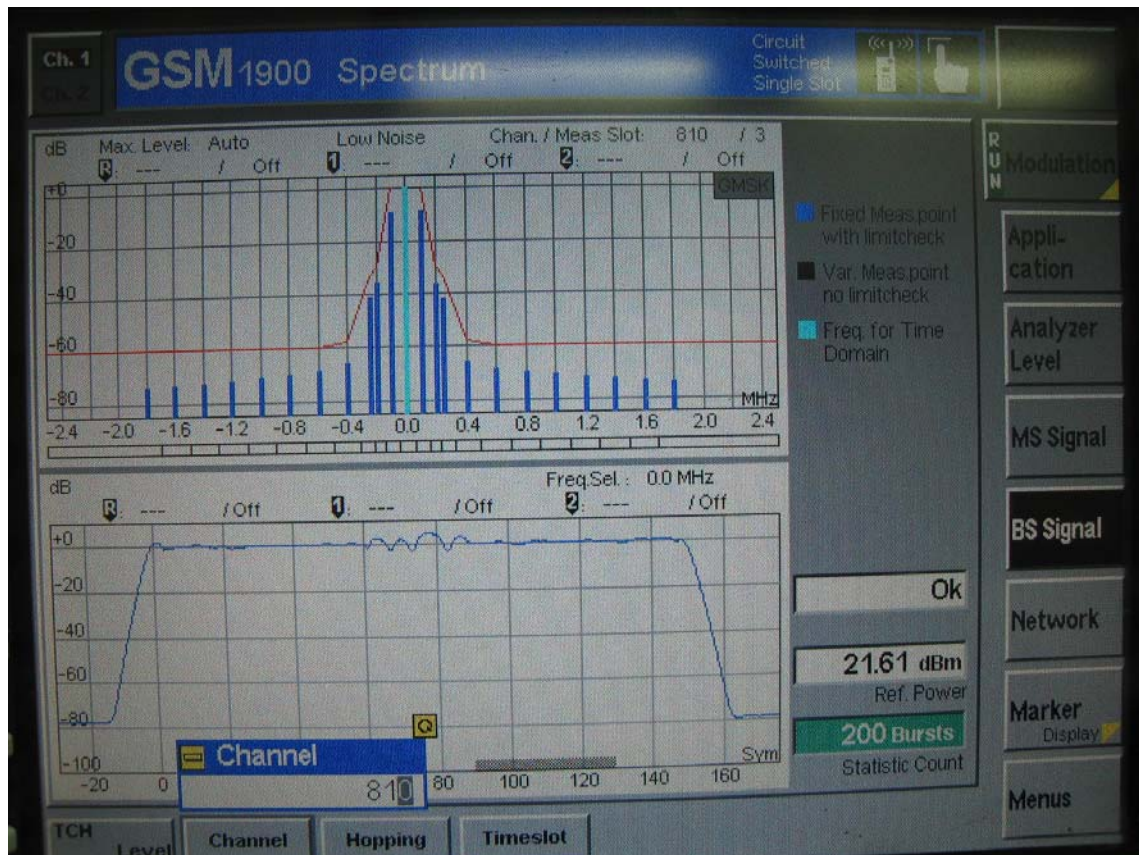 Ch. 1
Ch. 2
GSM 1900 Spectrum
Circuit
Switched
Single Slot
dB Max. Level: Auto Low Noise Chan. / Meas Slot: 810 / 3
R: --- / Off 1: --- / Off 2: --- / Off
GMSK
+0
-20
-40
-60
-80
MHz
-2.4 -2.0 -1.6 -1.2 -0.8 -0.4 0.0 0.4 0.8 1.2 1.6 2.0 2.4
Fixed Meas.point
with limitcheck
Var. Meas.point
no limitcheck
Freq. for Time
Domain
dB Freq.Sel. : 0.0 MHz
R: --- / Off 1: --- / Off 2: --- / Off
+0
-20
-40
-60
-80
-100
Sym
-20 0 80 100 120 140 160
Channel
810
Ok
21.61 dBm
Ref. Power
200 Bursts
Statistic Count
RUN
Modulation
Appli-
cation
Analyzer
Level
MS Signal
BS Signal
Network
Marker
Display
Menus
TCH
Level
Channel
Hopping
Timeslot